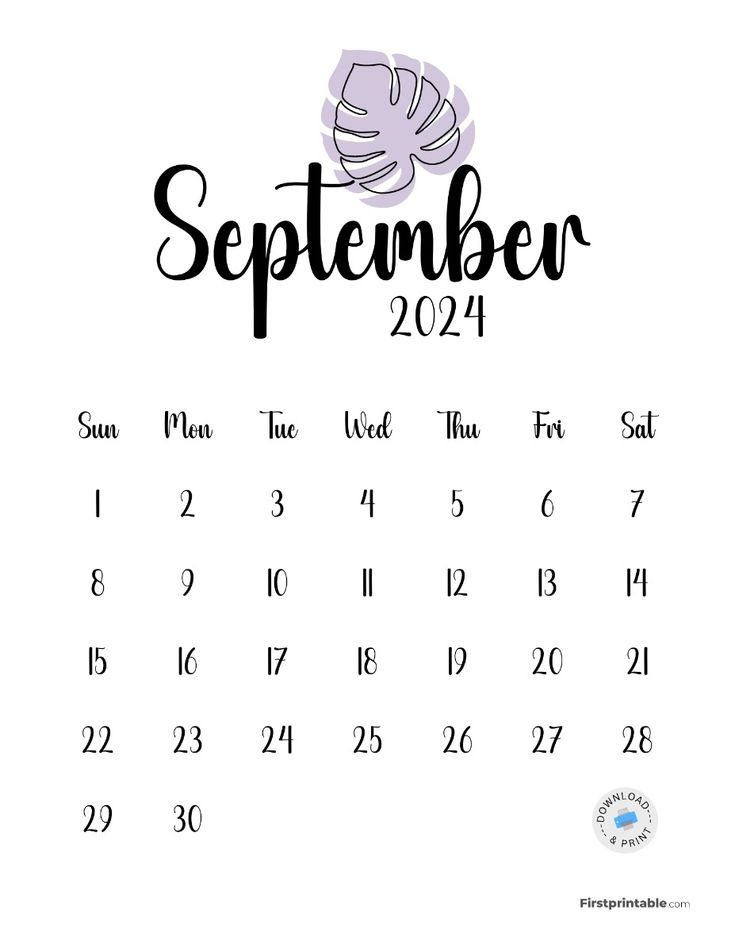 September
2024
Sun Mon Tue Wed Thu Fri Sat
1 2 3 4 5 6 7
8 9 10 11 12 13 14
15 16 17 18 19 20 21
22 23 24 25 26 27 28
29 30
DOWNLOAD
& PRINT
Firstprintable.com